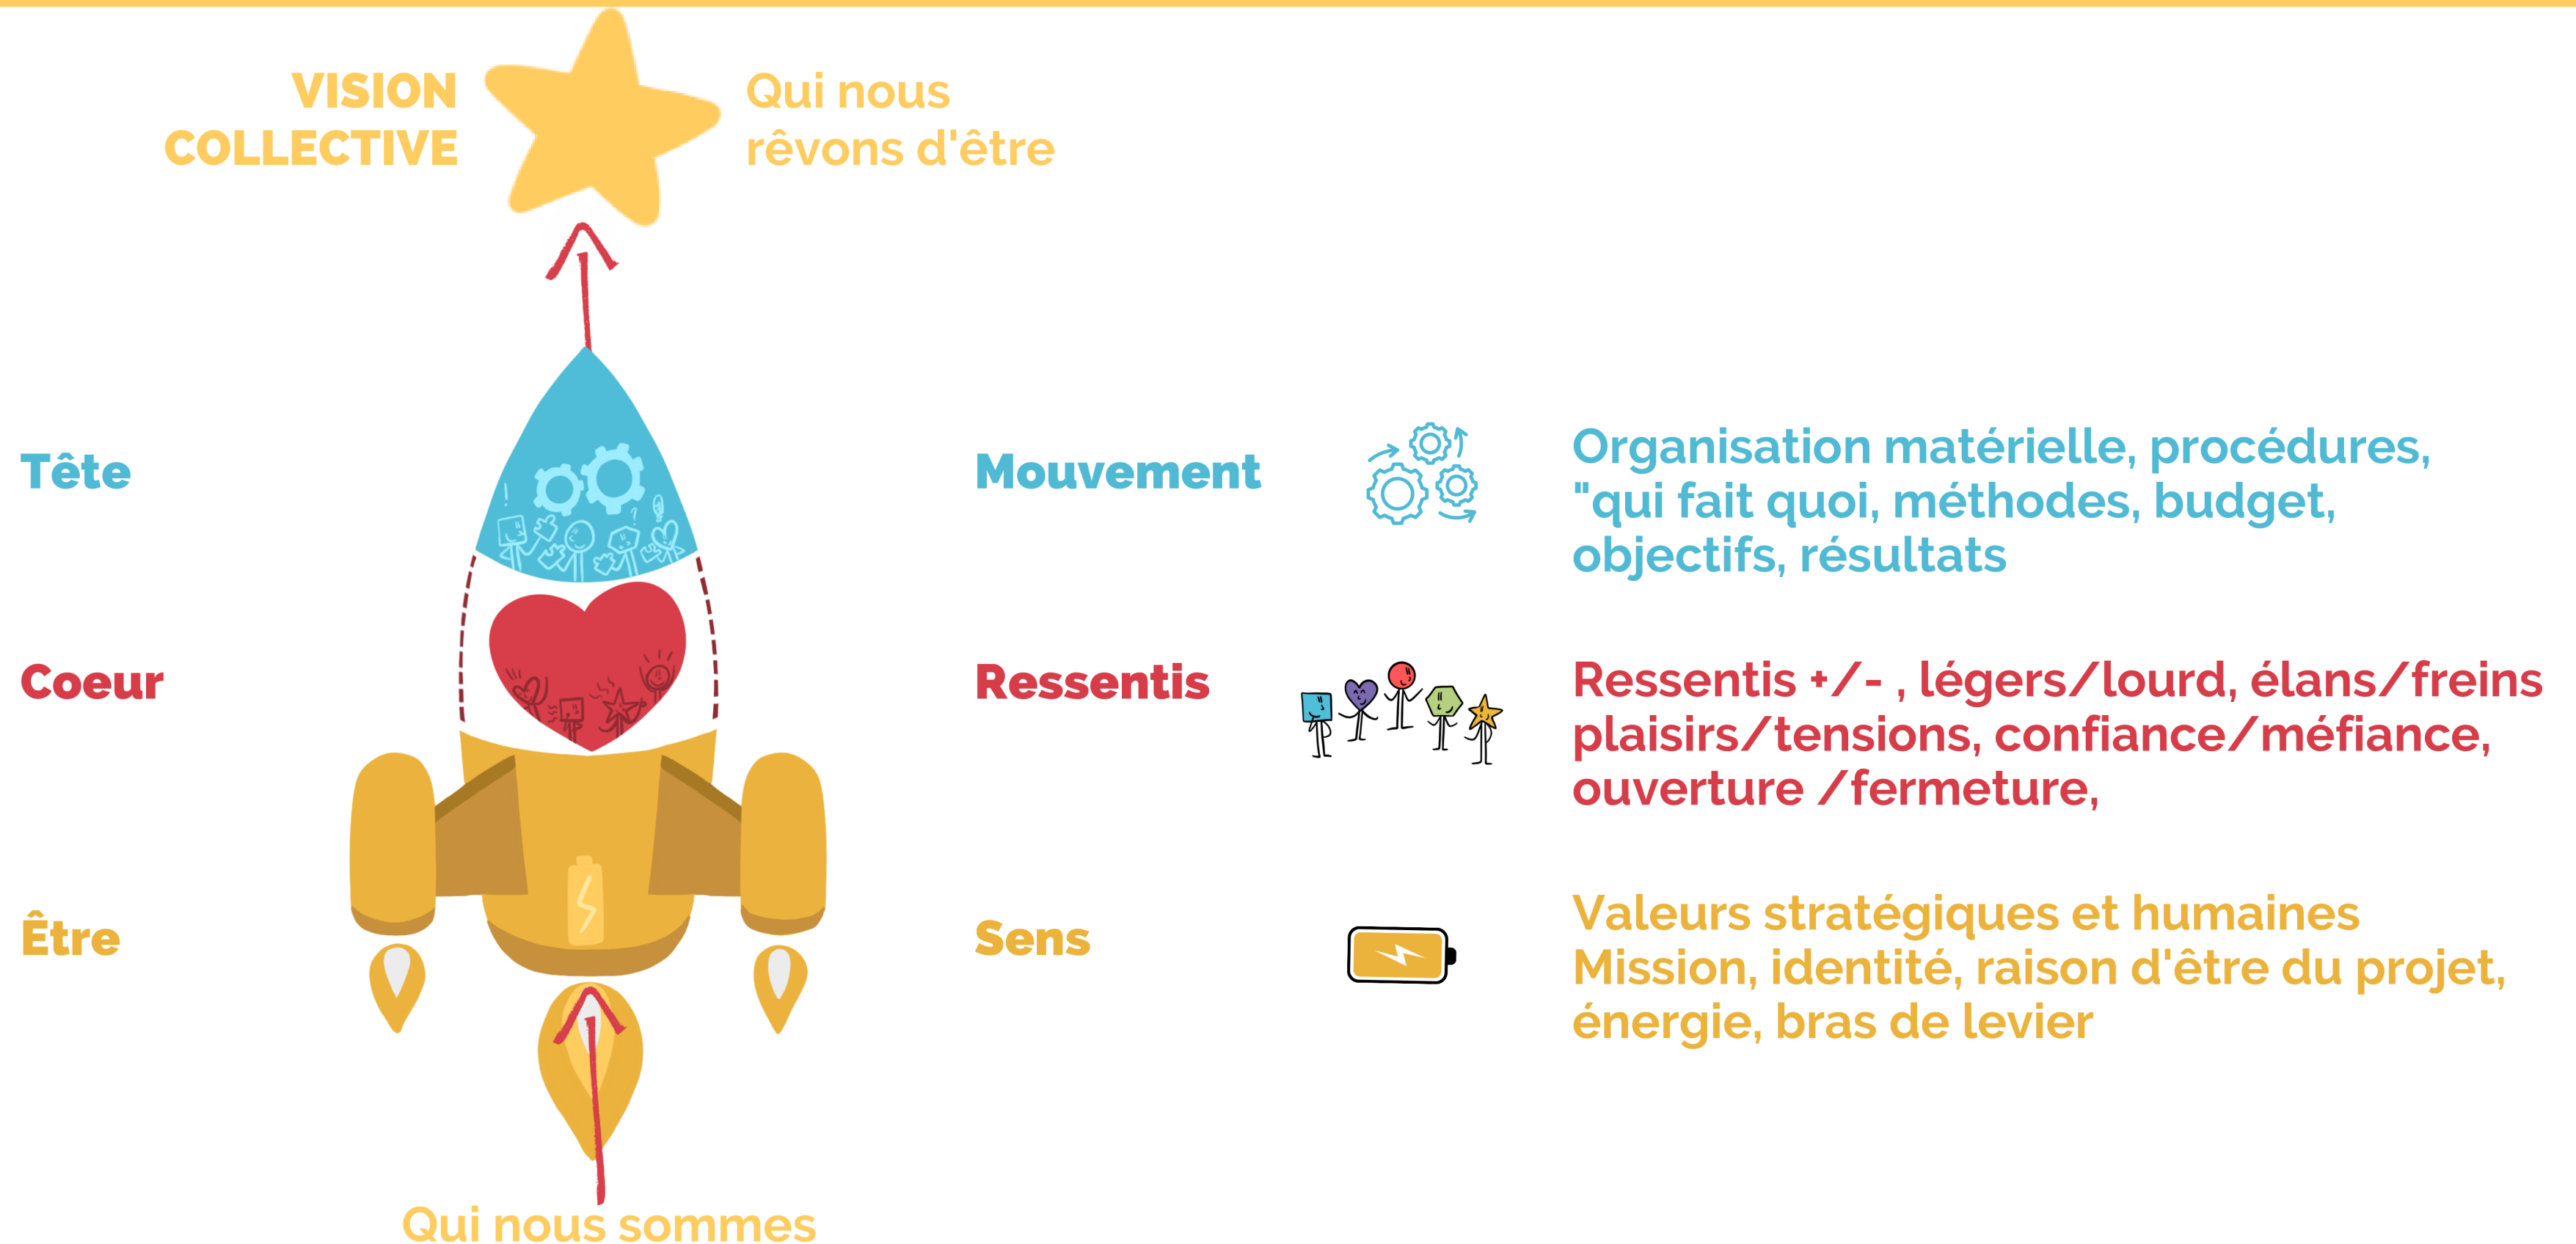 VISION
COLLECTIVE
Qui nous
rêvons d'être
Tête
Mouvement
Organisation matérielle, procédures,
"qui fait quoi, méthodes, budget,
objectifs, résultats
Coeur
Ressentis
Ressentis +/- , légers/lourd, élans/freins
plaisirs/tensions, confiance/méfiance,
ouverture /fermeture,
Être
Sens
Valeurs stratégiques et humaines
Mission, identité, raison d'être du projet,
énergie, bras de levier
Qui nous sommes